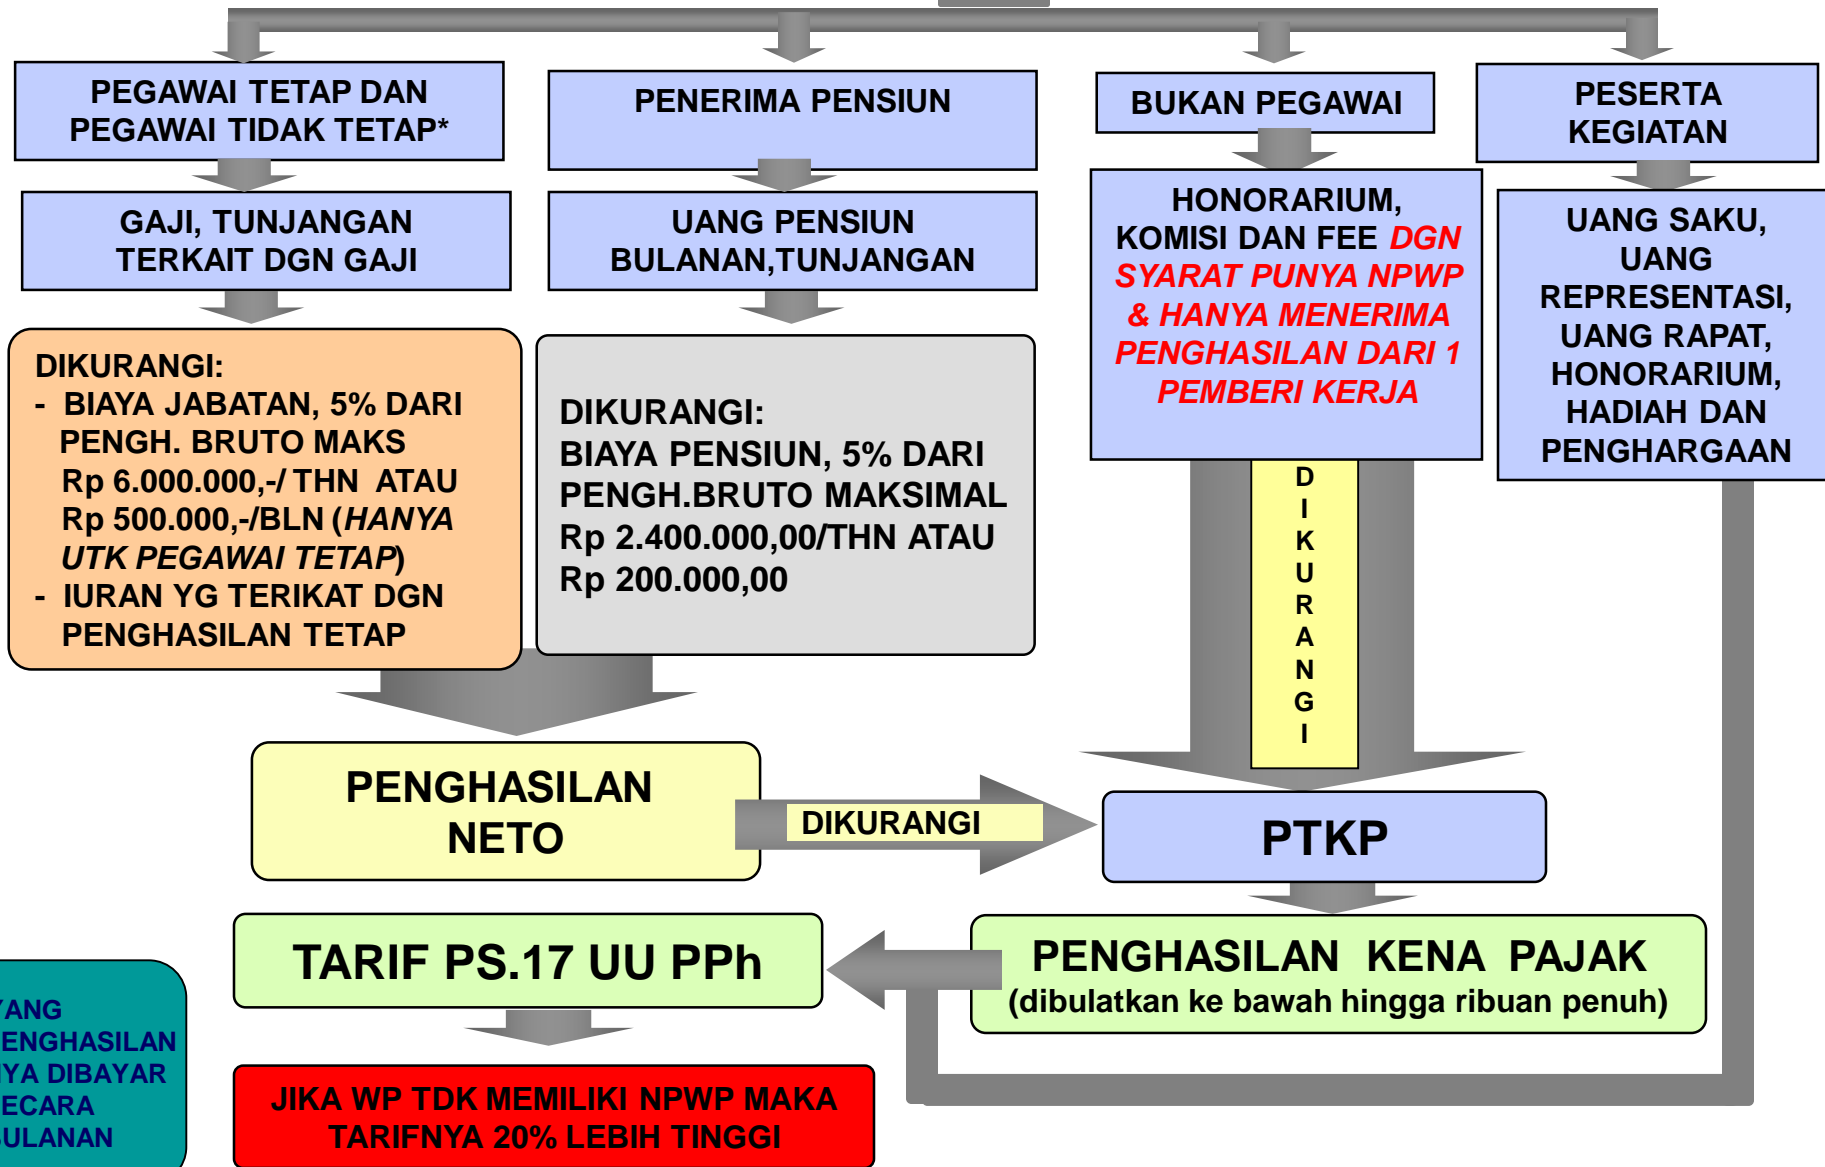 PEGAWAI TETAP DAN
PEGAWAI TIDAK TETAP*
PENERIMA PENSIUN
BUKAN PEGAWAI
PESERTA
KEGIATAN
GAJI, TUNJANGAN
TERKAIT DGN GAJI
UANG PENSIUN
BULANAN,TUNJANGAN
HONORARIUM,
KOMISI DAN FEE DGN
SYARAT PUNYA NPWP
& HANYA MENERIMA
PENGHASILAN DARI 1
PEMBERI KERJA
UANG SAKU,
UANG
REPRESENTASI,
UANG RAPAT,
HONORARIUM,
HADIAH DAN
PENGHARGAAN
DIKURANGI:
- BIAYA JABATAN, 5% DARI
PENGH. BRUTO MAKS
Rp 6.000.000,-/ THN ATAU
Rp 500.000,-/BLN (HANYA
UTK PEGAWAI TETAP)
- IURAN YG TERIKAT DGN
PENGHASILAN TETAP
DIKURANGI:
BIAYA PENSIUN, 5% DARI
PENGH.BRUTO MAKSIMAL
Rp 2.400.000,00/THN ATAU
Rp 200.000,00
D
I
K
U
R
A
N
G
I
PENGHASILAN
NETO
DIKURANGI
PTKP
TARIF PS.17 UU PPh
PENGHASILAN KENA PAJAK
(dibulatkan ke bawah hingga ribuan penuh)
YANG
ENGHASILAN
NYA DIBAYAR
ECARA
BULANAN
JIKA WP TDK MEMILIKI NPWP MAKA
TARIFNYA 20% LEBIH TINGGI